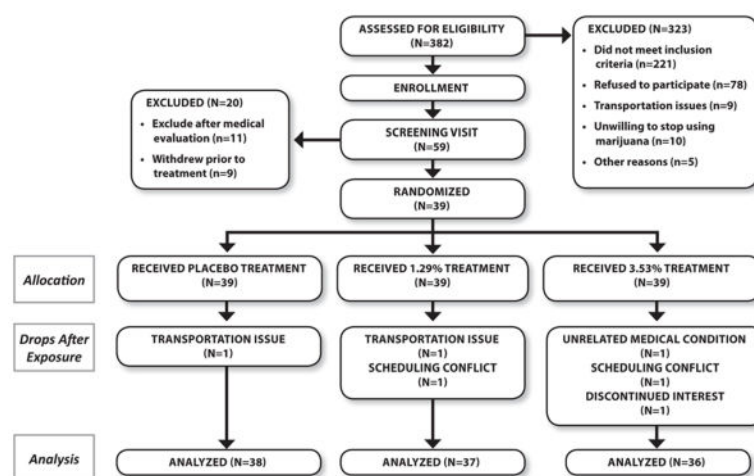 ASSESSED FOR ELIGIBILITY
(N=382)
EXCLUDED (N=323)
• Did not meet inclusion
criteria (n=221)
• Refused to participate (n=78)
• Transportation issues (n=9)
• Unwilling to stop using
marijuana (n=10)
• Other reasons (n=5)
ENROLLMENT
EXCLUDED (N=20)
• Exclude after medical
evaluation (n=11)
• Withdrew prior to
treatment (n=9)
SCREENING VISIT
(N=59)
RANDOMIZED
(N=39)
Allocation
RECEIVED PLACEBO TREATMENT
(N=39)
RECEIVED 1.29% TREATMENT
(N=39)
RECEIVED 3.53% TREATMENT
(N=39)
Drops After
Exposure
TRANSPORTATION ISSUE
(N=1)
TRANSPORTATION ISSUE
(N=1)
SCHEDULING CONFLICT
(N=1)
UNRELATED MEDICAL CONDITION
(N=1)
SCHEDULING CONFLICT
(N=1)
DISCONTINUED INTEREST
(N=1)
Analysis
ANALYZED (N=38)
ANALYZED (N=37)
ANALYZED (N=36)